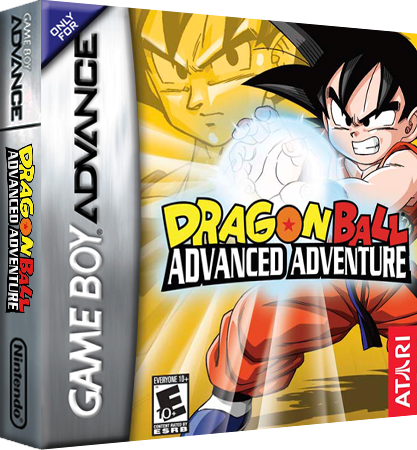 GAME BOY
ADVANCE
DRAGON BALL
ADVANCED ADVENTURE
Nintendo
ONLY
FOR
GAME BOY ADVANCE
DRAGON BALL
ADVANCED ADVENTURE
EVERYONE 10+
E
10+
CONTENT RATED BY
ESRB
ATARI